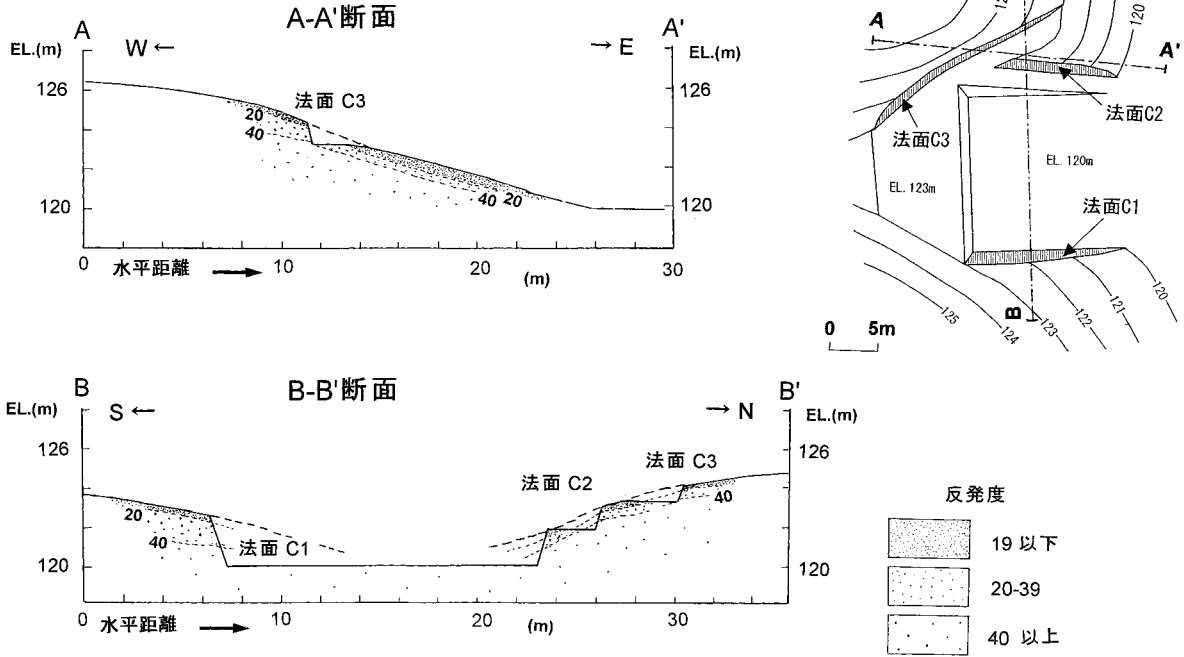 A-A'断面
A
A'
EL.(m)
W ←
→ E
EL.(m)
126
126
法面 C3
20
40
40 20
120
120
0
水平距離
10
20
(m)
30
A
A'
120
法面C2
法面C3
EL. 120m
EL. 123m
法面C1
B
0 5m
125
124
123
122
121
120
B-B'断面
B
B'
EL.(m)
S ←
→ N
EL.(m)
126
126
法面 C3
法面 C2
40
20
40
法面 C1
120
120
0
水平距離
10
20
(m)
30
反発度
19 以下
20-39
40 以上